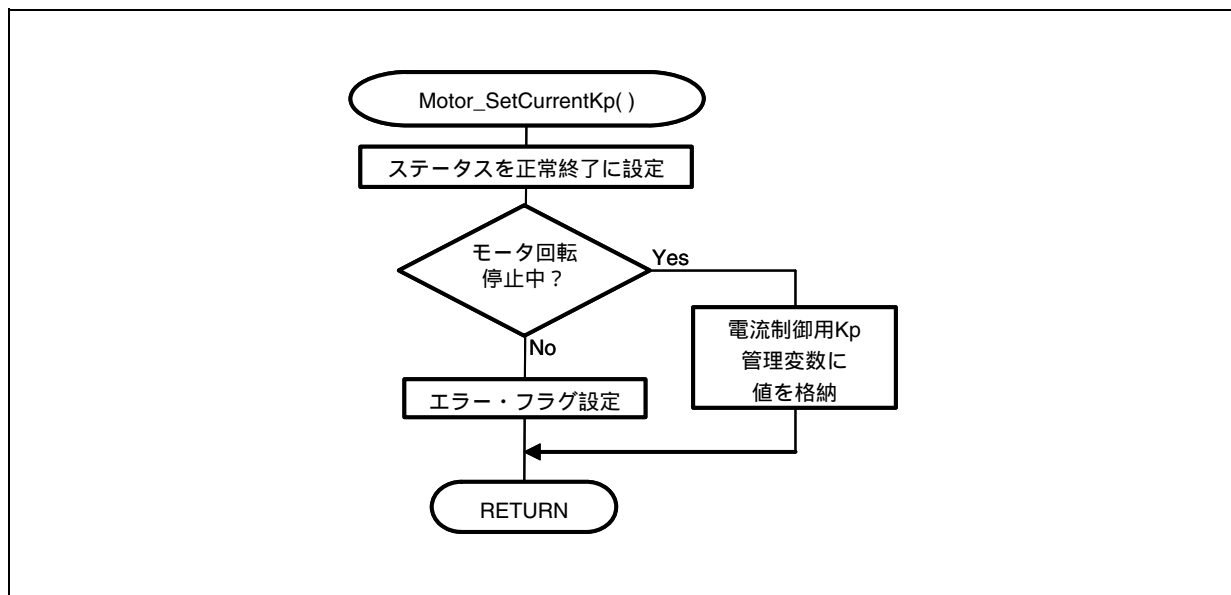 Motor_SetCurrentKp( )
ステータスを正常終了に設定
モータ回転
停止中？
Yes
No
電流制御用Kp
管理変数に
値を格納
エラー・フラグ設定
RETURN